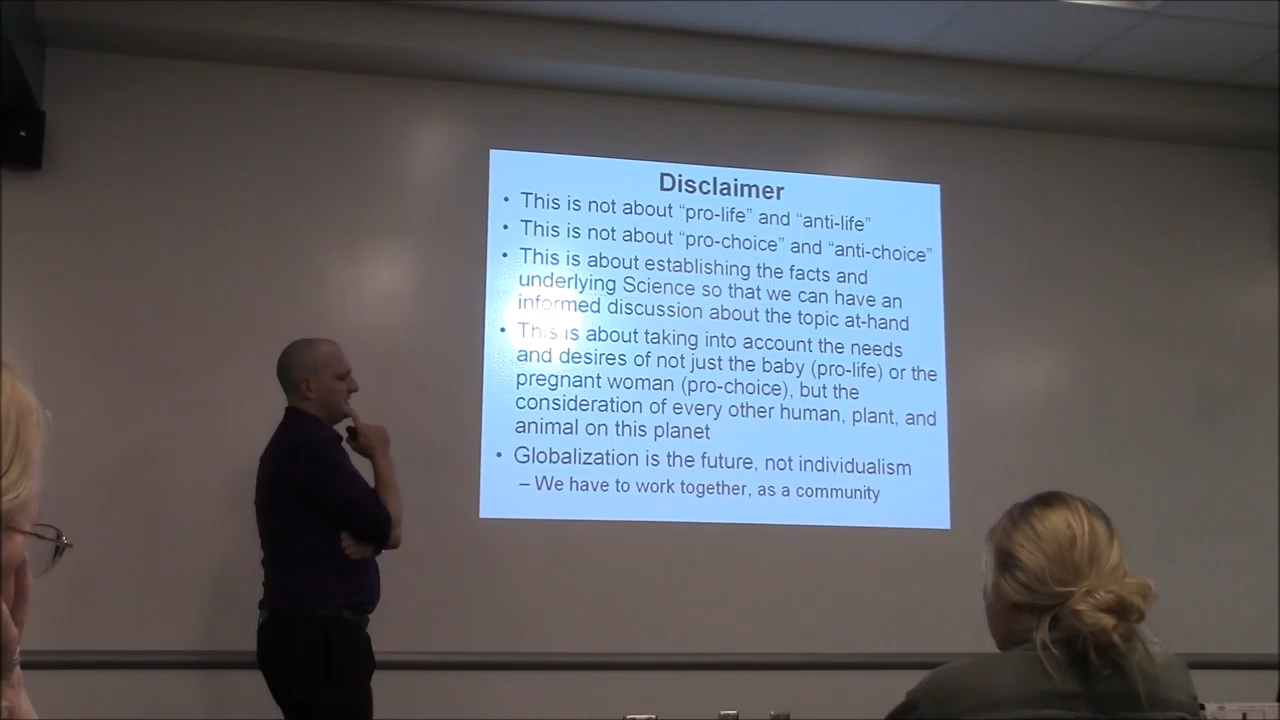 Disclaimer
• This is not about “pro-life” and “anti-life”
• This is not about “pro-choice” and “anti-choice”
• This is about establishing the facts and
underlying Science so that we can have an
informed discussion about the topic at-hand
• This is about taking into account the needs
and desires of not just the baby (pro-life) or the
pregnant woman (pro-choice), but the
consideration of every other human, plant, and
animal on this planet
• Globalization is the future, not individualism
– We have to work together, as a community